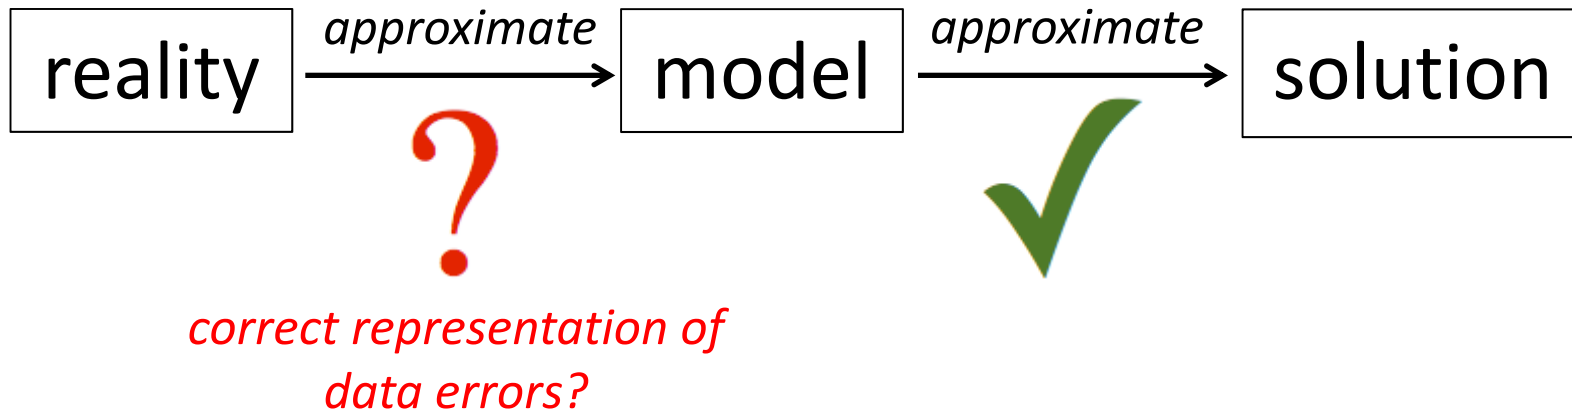 approximate approximate
reality model solution
?
correct representation of
data errors?